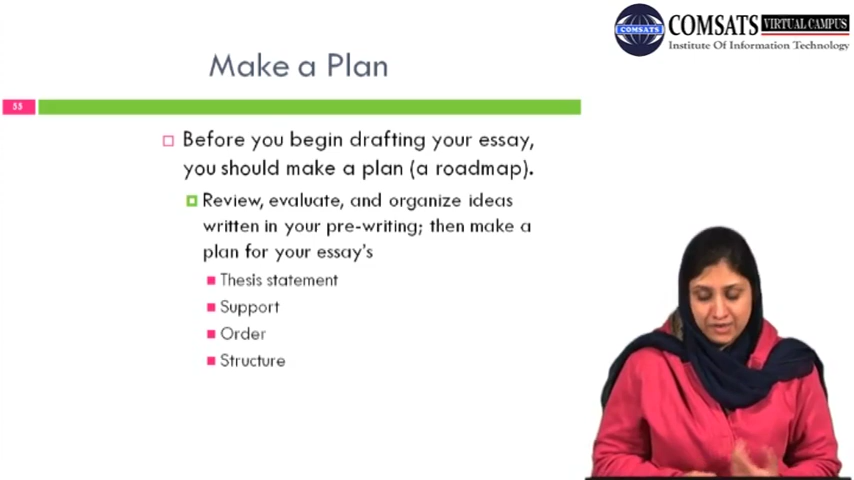 COMSATS VIRTUAL CAMPUS
Institute Of Information Technology
COMSATS
Make a Plan
55
Before you begin drafting your essay,
you should make a plan (a roadmap).
Review, evaluate, and organize ideas
written in your pre-writing; then make a
plan for your essay's
Thesis statement
Support
Order
Structure